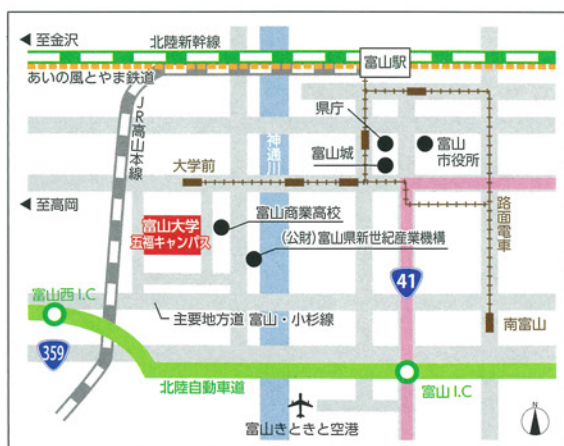 至金沢
北陸新幹線
富山駅
あいの風とやま鉄道
JR高山本線
県庁
神通川
富山城
富山
市役所
大学前
至高岡
富山大学
五福キャンパス
富山商業高校
(公財)富山県新世紀産業機構
路面電車
41
富山西I.C
主要地方道 富山・小杉線
南富山
359
北陸自動車道
富山I.C
富山きときと空港
N